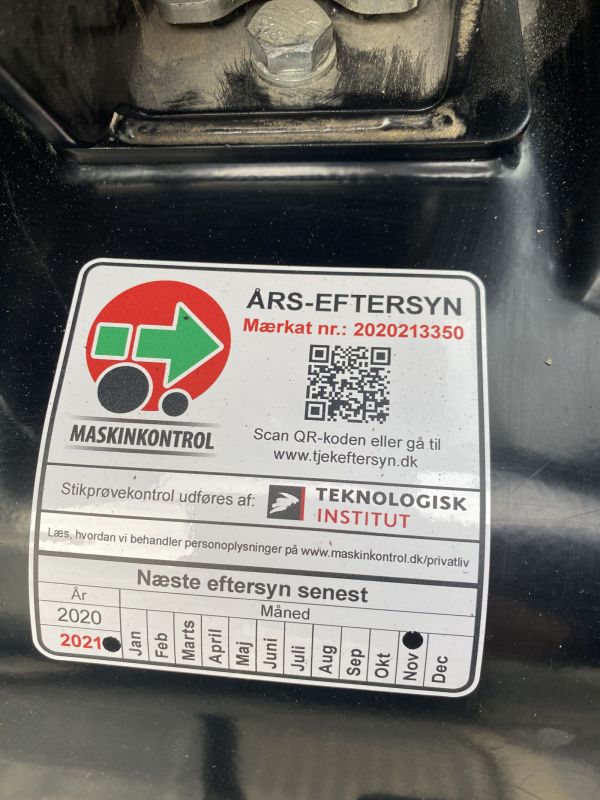 ÅRS-EFTERSYN
Mærkat nr.: 2020213350
MASKINKONTROL
Scan QR-koden eller gå til
www.tjekeftersyn.dk
Stikprøvekontrol udføres af:
TEKNOLOGISK
INSTITUT
Læs, hvordan vi behandler personoplysninger på www.maskinkontrol.dk/privatliv
Næste eftersyn senest
År
Måned
2020
2021
Jan
Feb
Marts
April
Maj
Juni
Juli
Aug
Sep
Okt
Nov
Dec